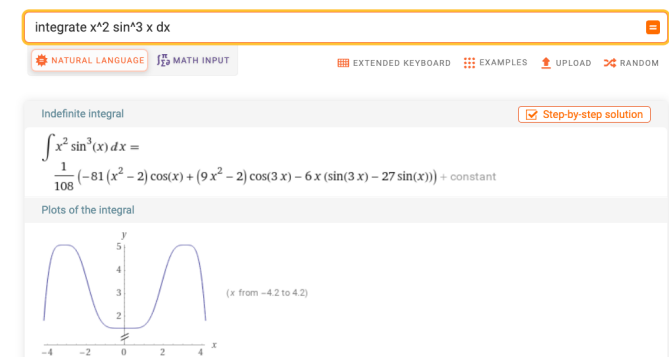 integrate x^2 sin^3 x dx
NATURAL LANGUAGE
MATH INPUT
EXTENDED KEYBOARD
EXAMPLES
UPLOAD
RANDOM
Indefinite integral
Step-by-step solution
∫ x² sin³(x) dx =
1/108 (−81 (x² − 2) cos(x) + (9 x² − 2) cos(3 x) − 6 x (sin(3 x) − 27 sin(x))) + constant
Plots of the integral
y
5
4
3
2
(x from −4.2 to 4.2)
x
−4 −2 0 2 4